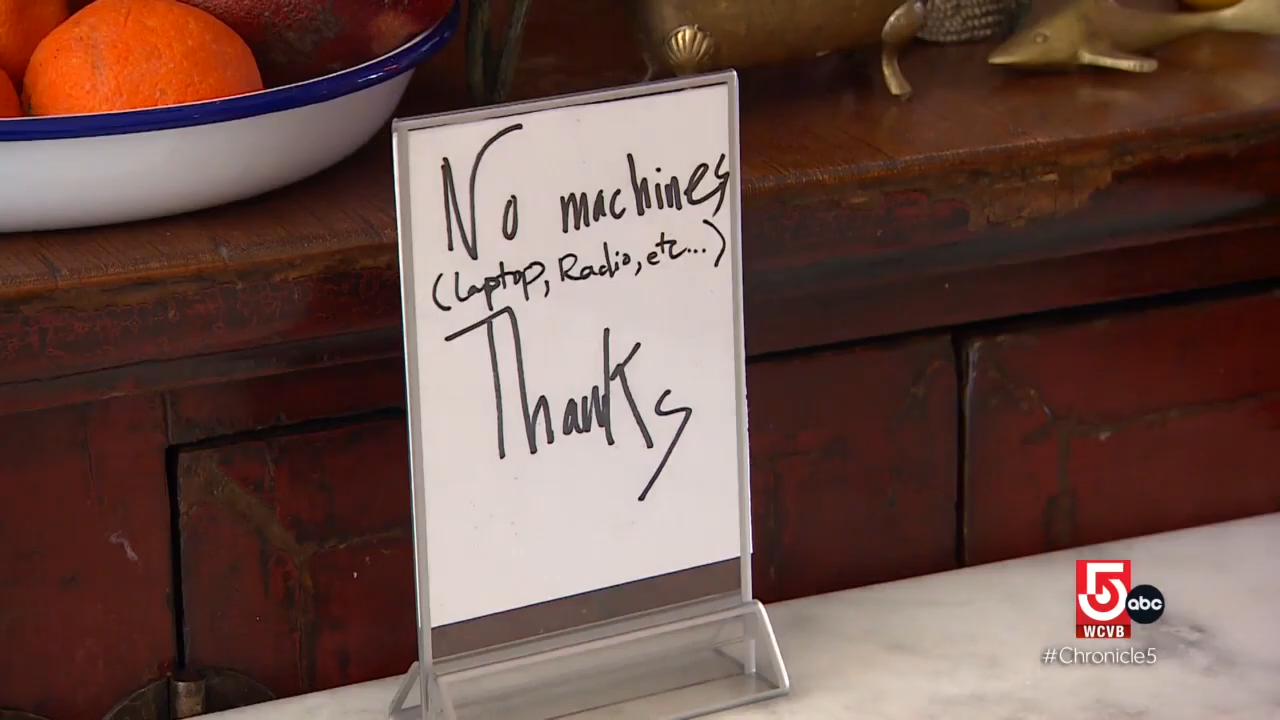 No machines
(Laptop, Radio, etc...)
Thanks
5
abc
WCVB
#Chronicle5